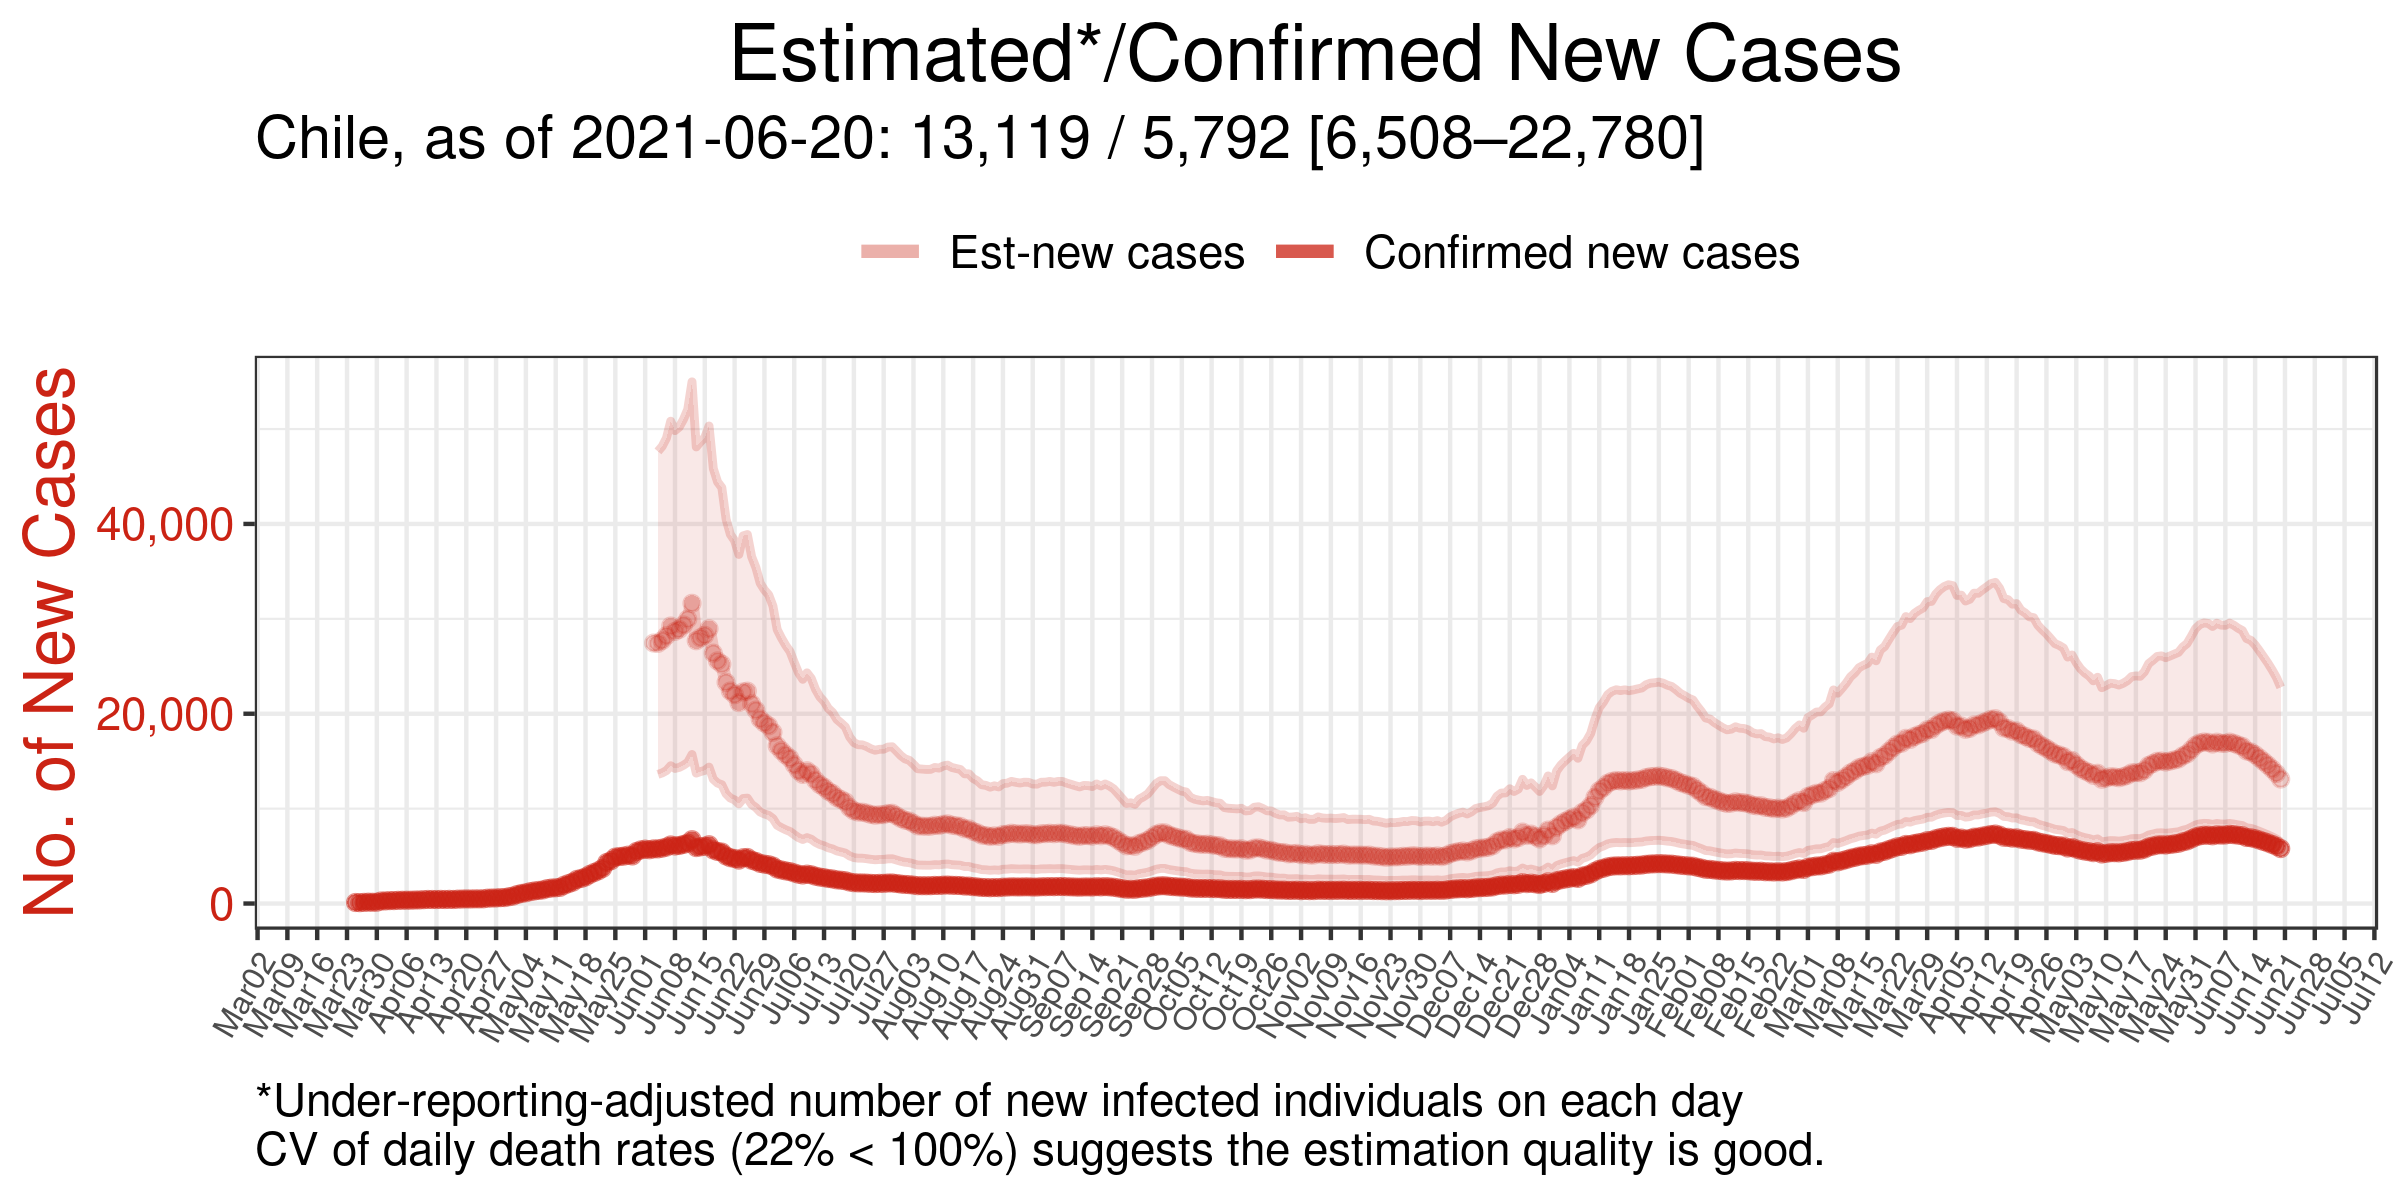 Estimated*/Confirmed New Cases
Chile, as of 2021-06-20: 13,119 / 5,792 [6,508–22,780]
Est-new cases Confirmed new cases
No. of New Cases
40,000
20,000
0
Mar02 Mar09 Mar16 Mar23 Mar30 Apr06 Apr13 Apr20 Apr27 May04 May11 May18 May25 Jun01 Jun08 Jun15 Jun22 Jun29 Jul06 Jul13 Jul20 Jul27 Aug03 Aug10 Aug17 Aug24 Aug31 Sep07 Sep14 Sep21 Sep28 Oct05 Oct12 Oct19 Oct26 Nov02 Nov09 Nov16 Nov23 Nov30 Dec07 Dec14 Dec21 Dec28 Jan04 Jan11 Jan18 Jan25 Feb01 Feb08 Feb15 Feb22 Mar01 Mar08 Mar15 Mar22 Mar29 Apr05 Apr12 Apr19 Apr26 May03 May10 May17 May24 May31 Jun07 Jun14 Jun21 Jun28 Jul05 Jul12
*Under-reporting-adjusted number of new infected individuals on each day
CV of daily death rates (22% < 100%) suggests the estimation quality is good.